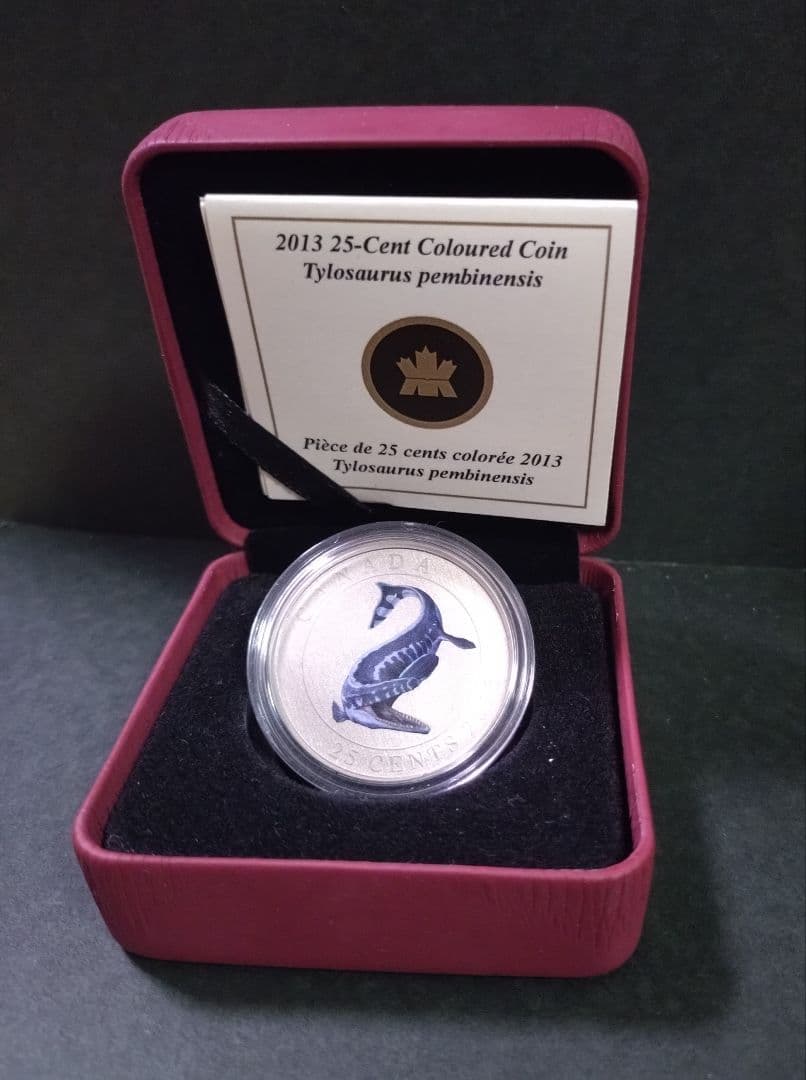 2013 25-Cent Coloured Coin
Tylosaurus pembinensis
Pièce de 25 cents colorée 2013
Tylosaurus pembinensis
CANADA
25 CENTS